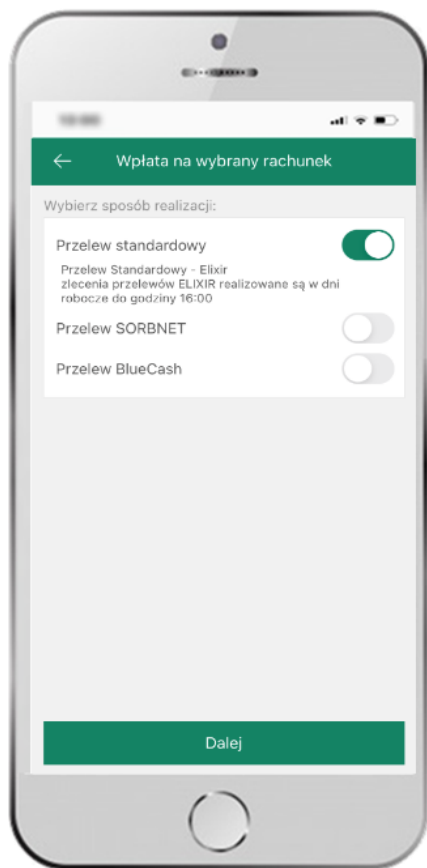 Wpłata na wybrany rachunek
Wybierz sposób realizacji:
Przelew standardowy
Przelew Standardowy - Elixir
zlecenia przelewów ELIXIR realizowane są w dni
robocze do godziny 16:00
Przelew SORBNET
Przelew BlueCash
Dalej